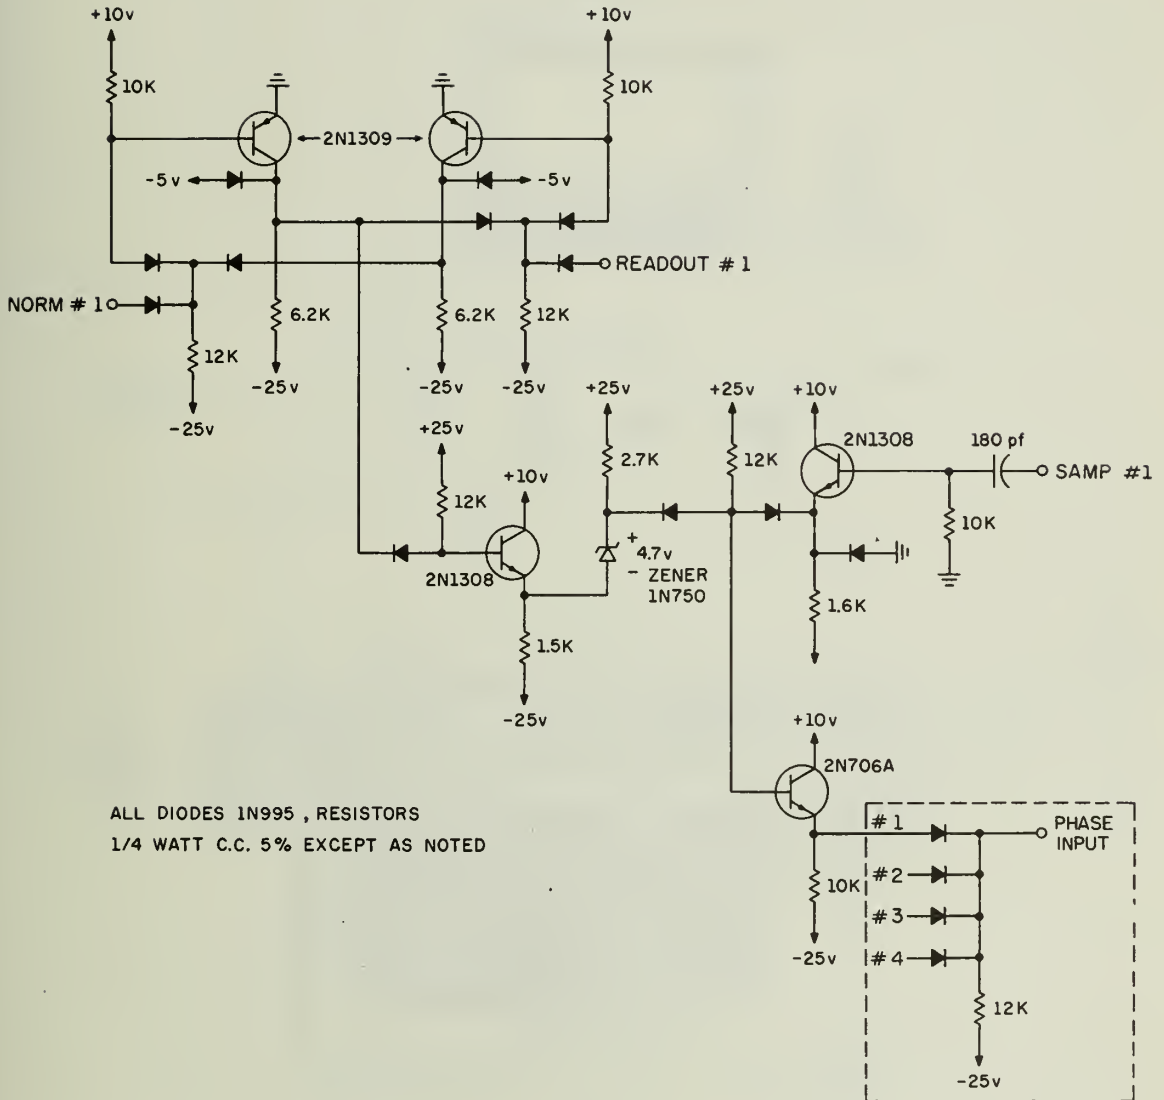 +10v +10v
10K 10K
2N1309
-5v -5v
READOUT # 1
NORM # 1
6.2K 6.2K 12K
12K
-25v -25v -25v
-25v
+25v +25v +10v
+25v
2N1308 180 pf
2.7K 12K
SAMP #1
+10v
12K
10K
+
4.7v
- ZENER
1N750
2N1308
1.6K
1.5K
-25v
+10v
2N706A
ALL DIODES 1N995 , RESISTORS
1/4 WATT C.C. 5% EXCEPT AS NOTED
#1 PHASE
INPUT
10K #2
#3
-25v #4
12K
-25v